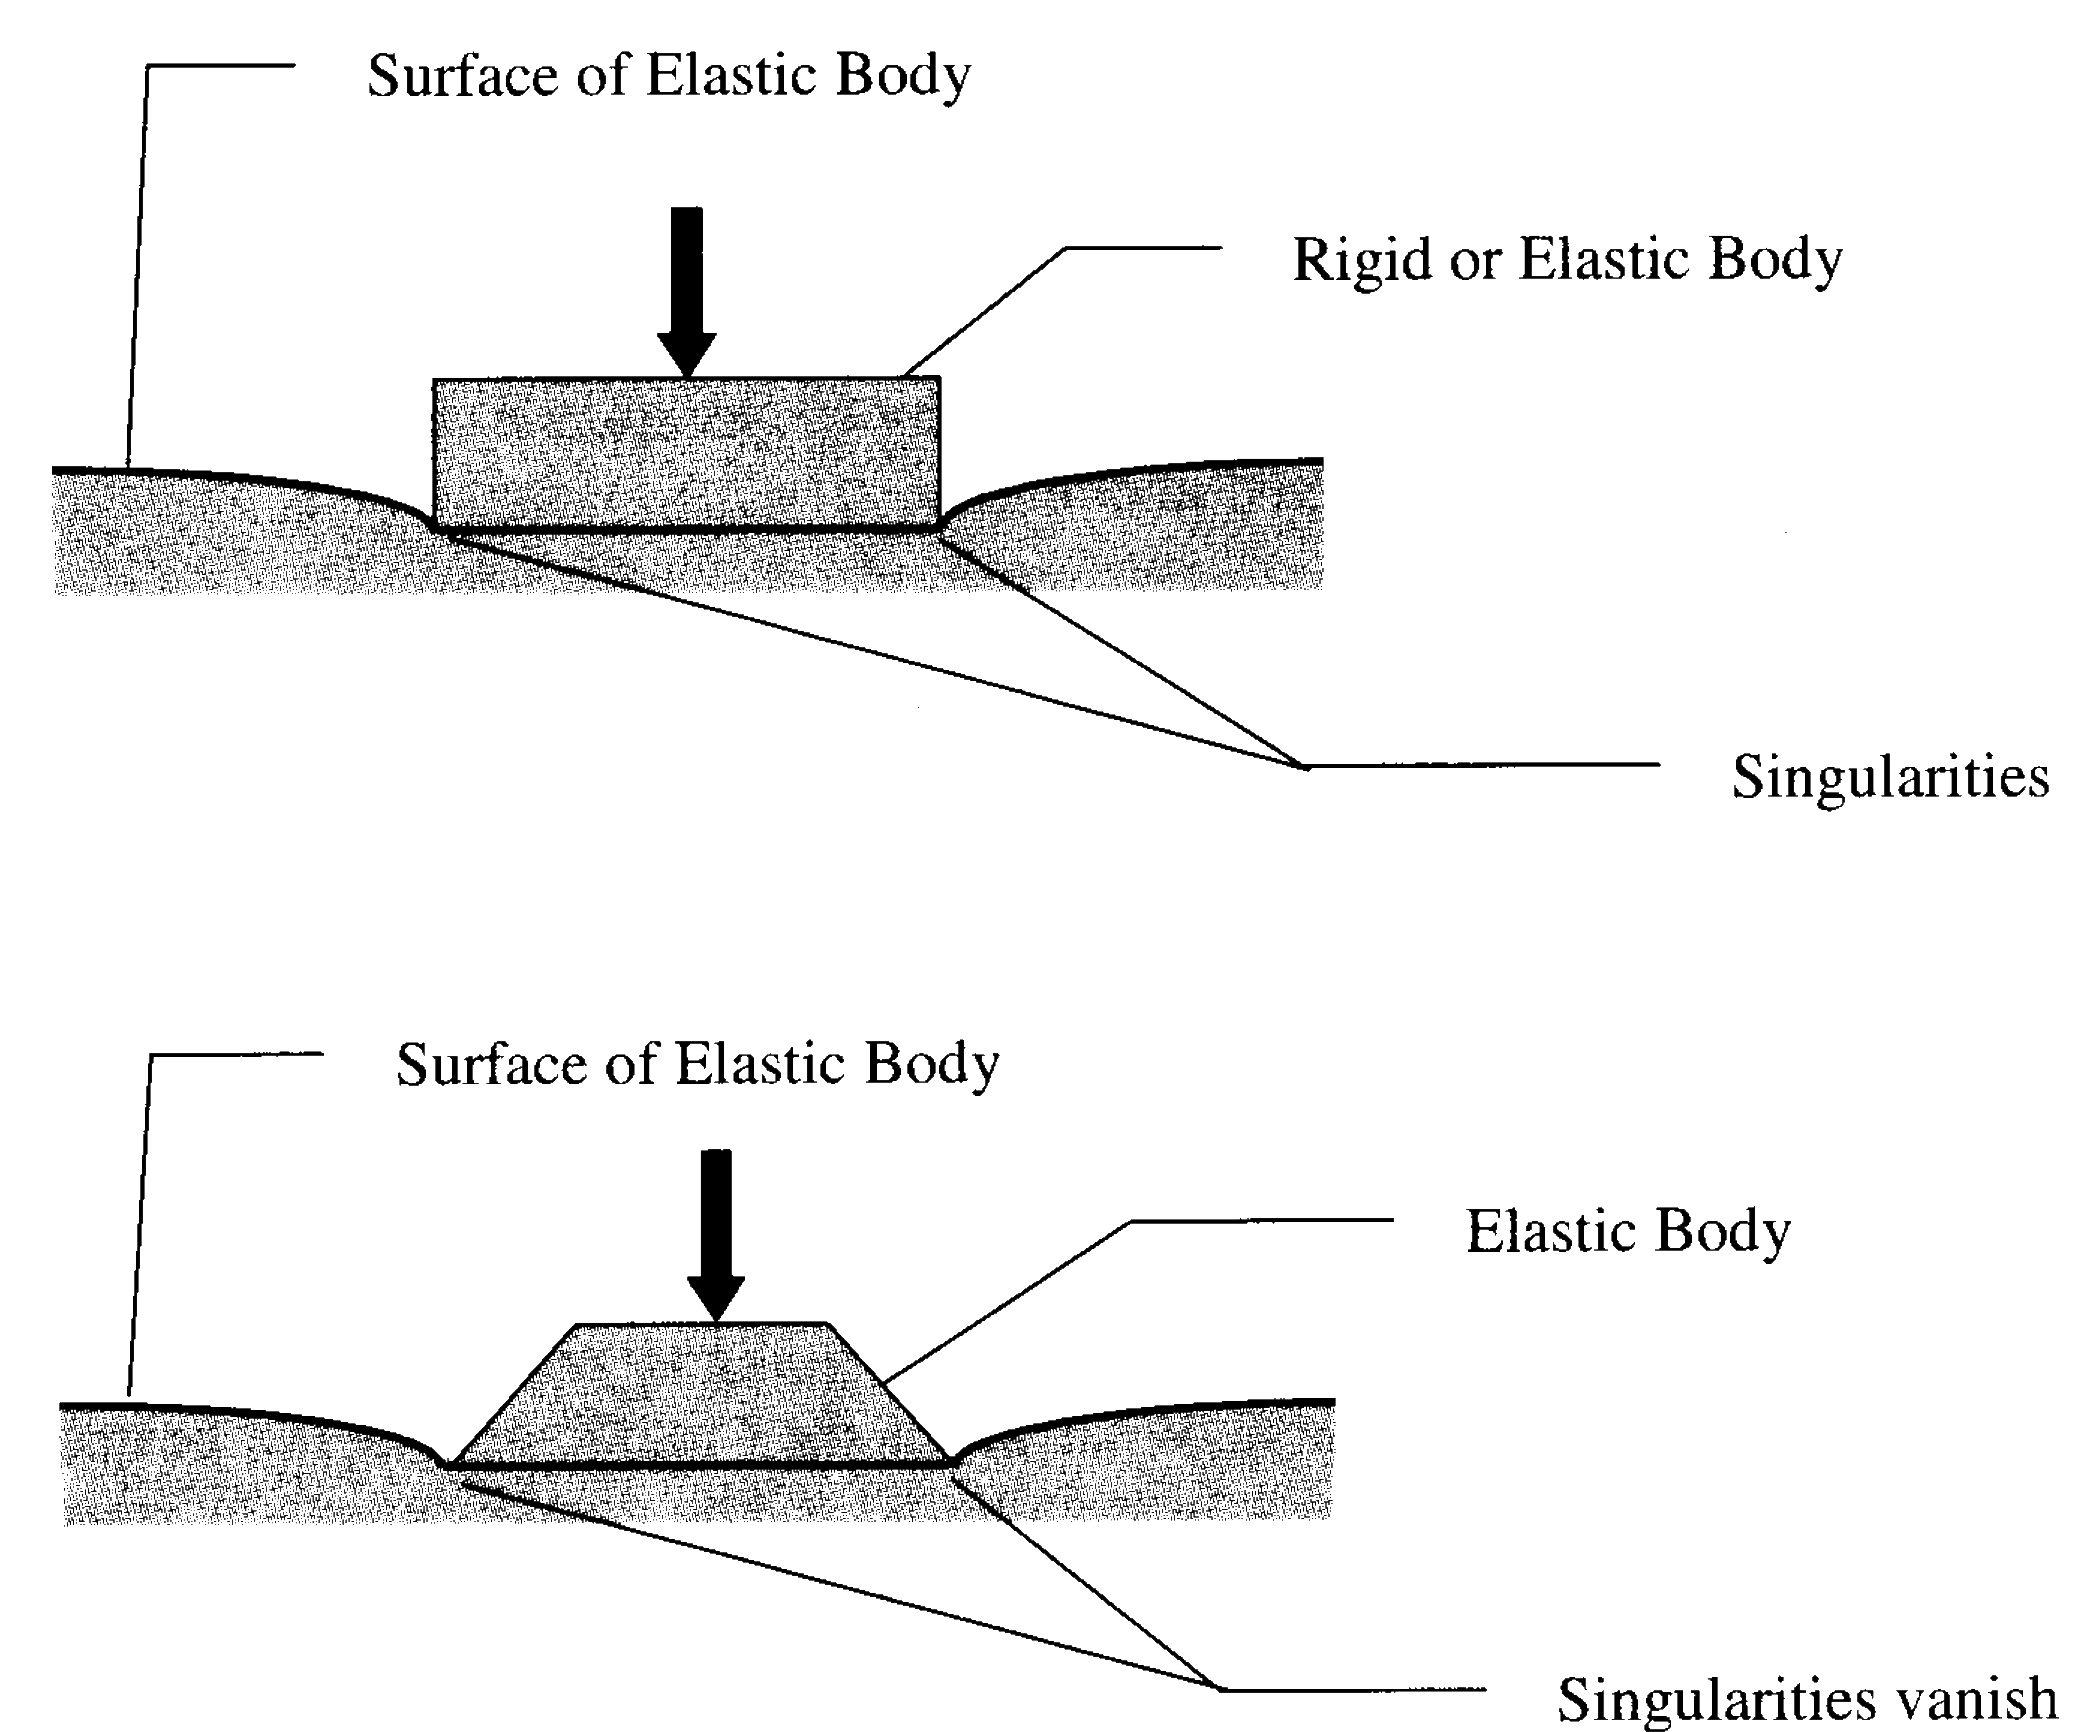 Surface of Elastic Body
Rigid or Elastic Body
Singularities
Surface of Elastic Body
Elastic Body
Singularities vanish